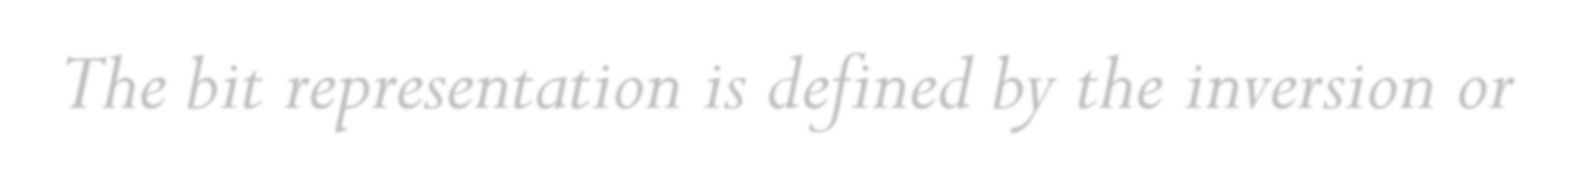 The bit representation is defined by the inversion or